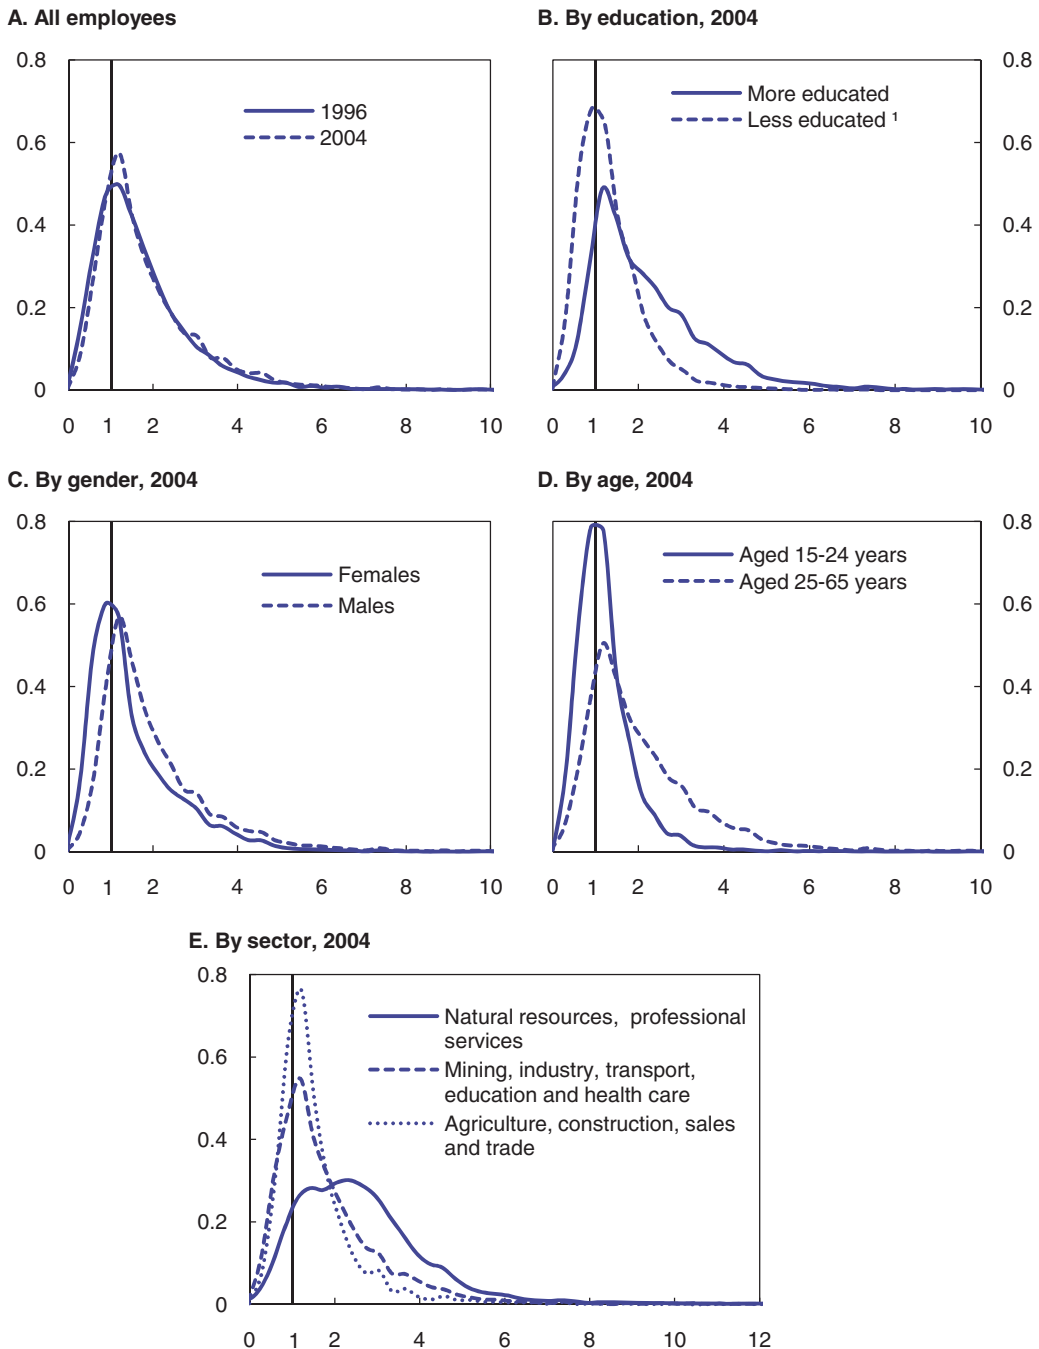 A. All employees
B. By education, 2004
0.8
0.6
0.4
0.2
0
1996
2004
0 1 2 4 6 8 10
More educated
Less educated ¹
0.8
0.6
0.4
0.2
0
0 1 2 4 6 8 10
C. By gender, 2004
D. By age, 2004
0.8
0.6
0.4
0.2
0
Females
Males
0 1 2 4 6 8 10
Aged 15-24 years
Aged 25-65 years
0.8
0.6
0.4
0.2
0
0 1 2 4 6 8 10
E. By sector, 2004
0.8
0.6
0.4
0.2
0
Natural resources, professional
services
Mining, industry, transport,
education and health care
Agriculture, construction, sales
and trade
0 1 2 4 6 8 10 12